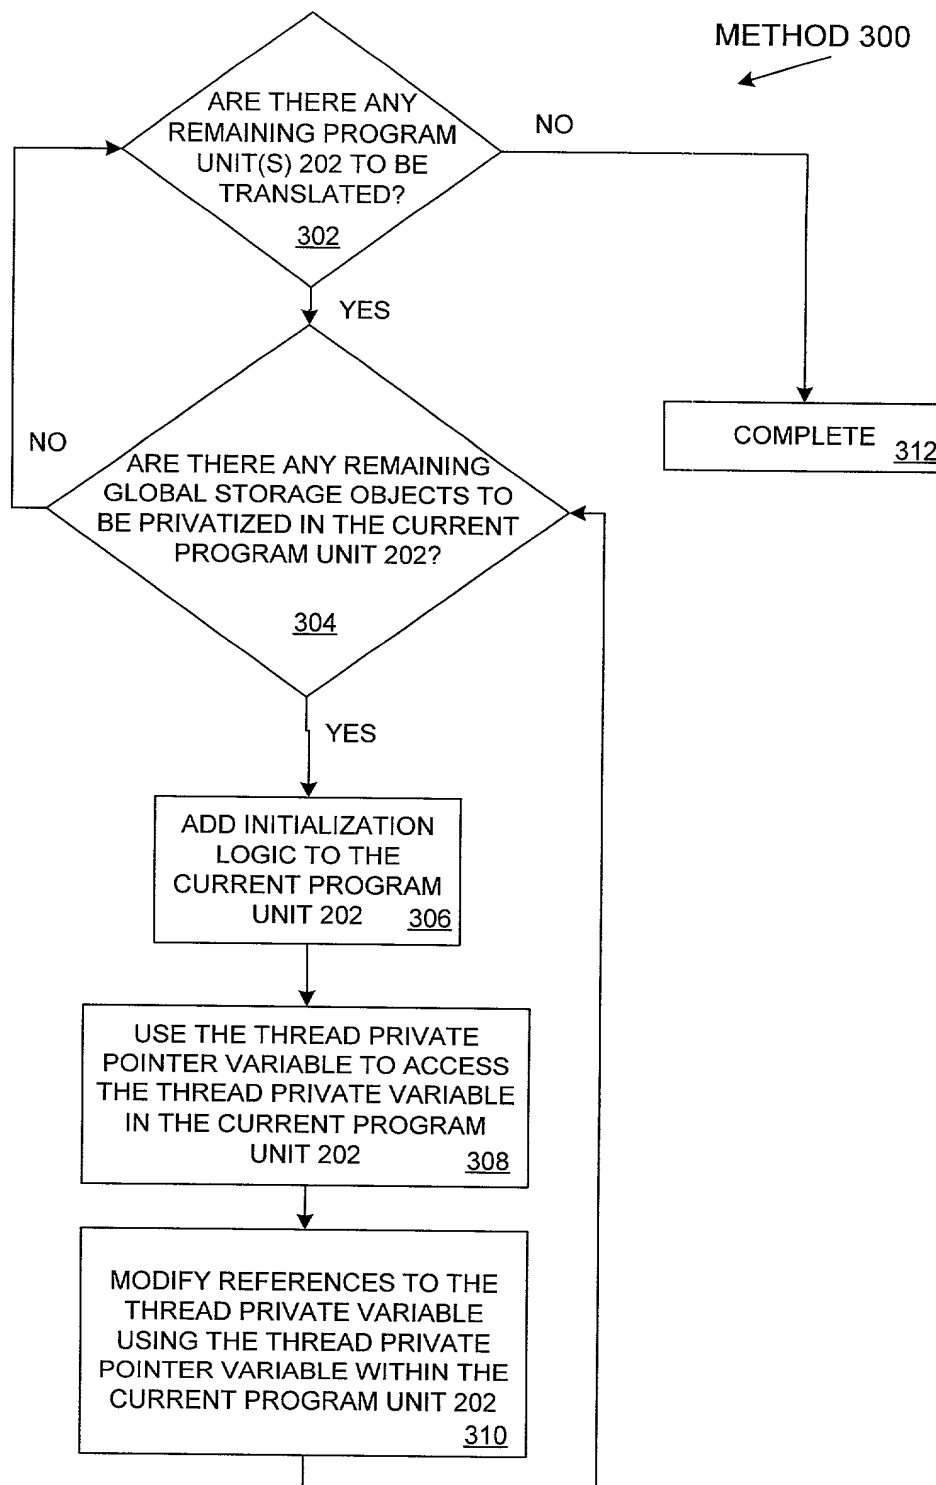 METHOD 300
ARE THERE ANY
REMAINING PROGRAM
UNIT(S) 202 TO BE
TRANSLATED?
302
NO
YES
NO
COMPLETE
312
ARE THERE ANY REMAINING
GLOBAL STORAGE OBJECTS TO
BE PRIVATIZED IN THE CURRENT
PROGRAM UNIT 202?
304
YES
ADD INITIALIZATION
LOGIC TO THE
CURRENT PROGRAM
UNIT 202
306
USE THE THREAD PRIVATE
POINTER VARIABLE TO ACCESS
THE THREAD PRIVATE VARIABLE
IN THE CURRENT PROGRAM
UNIT 202
308
MODIFY REFERENCES TO THE
THREAD PRIVATE VARIABLE
USING THE THREAD PRIVATE
POINTER VARIABLE WITHIN THE
CURRENT PROGRAM UNIT 202
310